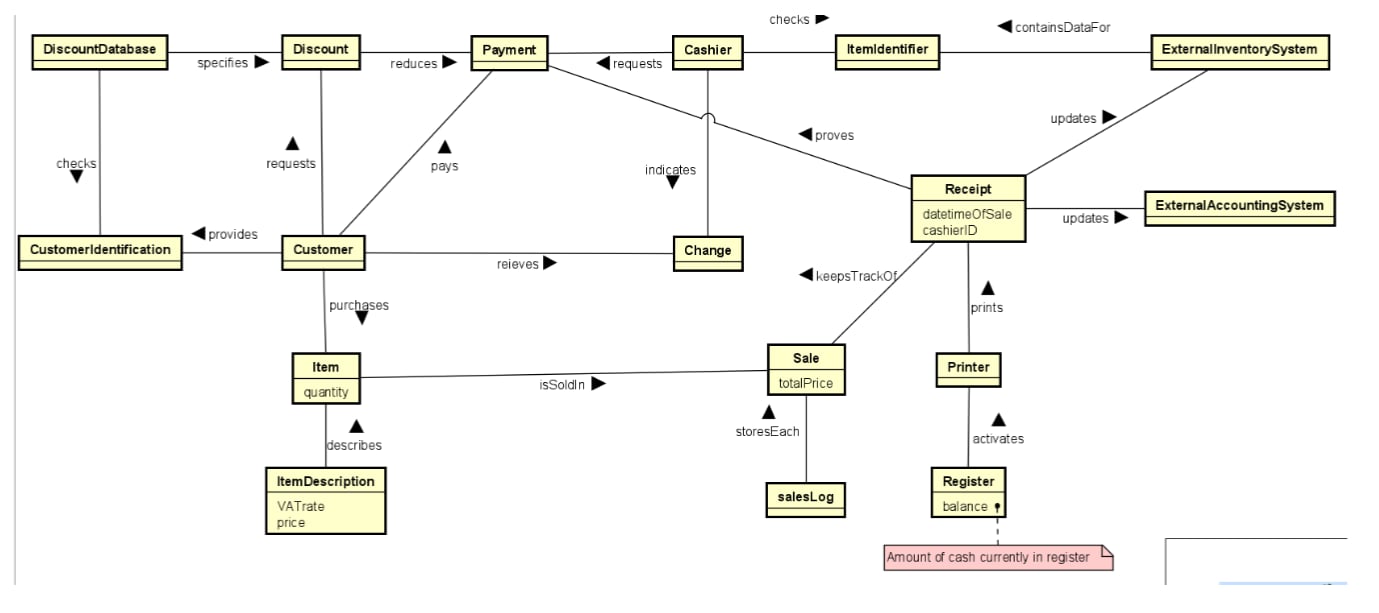 checks
containsDataFor
DiscountDatabase
Discount
Payment
Cashier
ItemIdentifier
ExternalInventorySystem
specifies
reduces
requests
updates
proves
checks
requests
pays
indicates
Receipt
datetimeOfSale
cashierID
ExternalAccountingSystem
updates
provides
CustomerIdentification
Customer
Change
reieves
keepsTrackOf
purchases
prints
Item
quantity
Sale
totalPrice
Printer
isSoldIn
storesEach
activates
describes
ItemDescription
VATrate
price
salesLog
Register
balance
Amount of cash currently in register